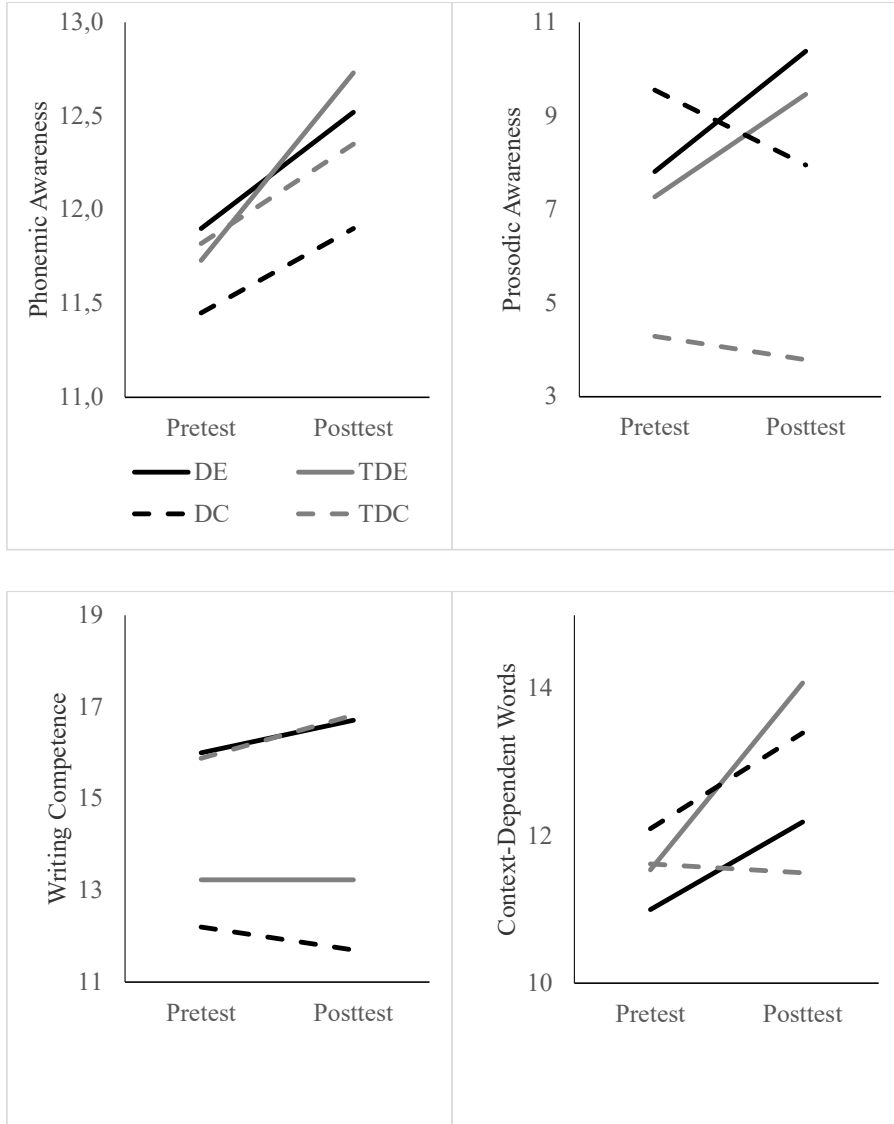 Phonemic Awareness
13,0
12,5
12,0
11,5
11,0
Pretest Posttest
DE TDE
DC TDC
Prosodic Awareness
11
9
7
5
3
Pretest Posttest
Writing Competence
19
17
15
13
11
Pretest Posttest
Context-Dependent Words
14
12
10
Pretest Posttest